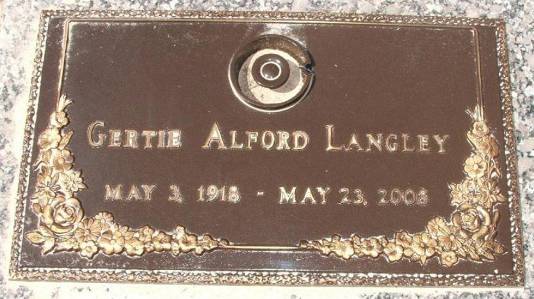 GERTIE ALFORD LANGLEY
MAY 3, 1918 - MAY 23, 2008